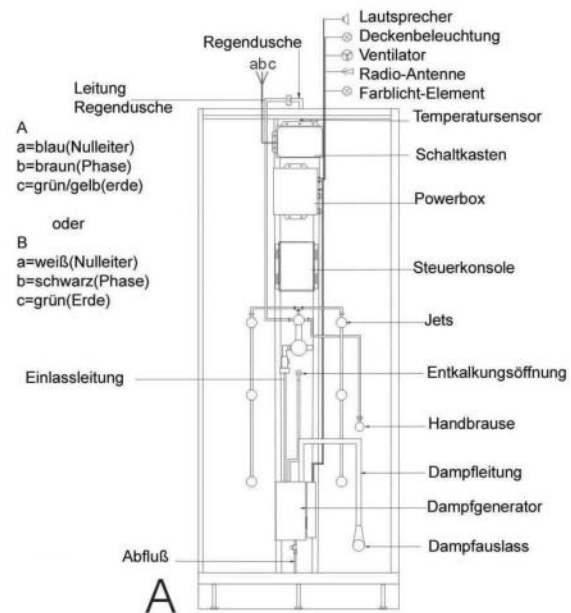 Lautsprecher
Deckenbeleuchtung
Ventilator
Radio-Antenne
Farblicht-Element
Temperatursensor
Schaltkasten
Powerbox
Steuerkonsole
Jets
Entkalkungsöffnung
Handbrause
Dampfleitung
Dampfgenerator
Dampfauslass
Regendusche
abc
Leitung
Regendusche
A
a=blau(Nulleiter)
b=braun(Phase)
c=grün/gelb(erde)
oder
B
a=weiß(Nulleiter)
b=schwarz(Phase)
c=grün(Erde)
Einlassleitung
Abfluß
A